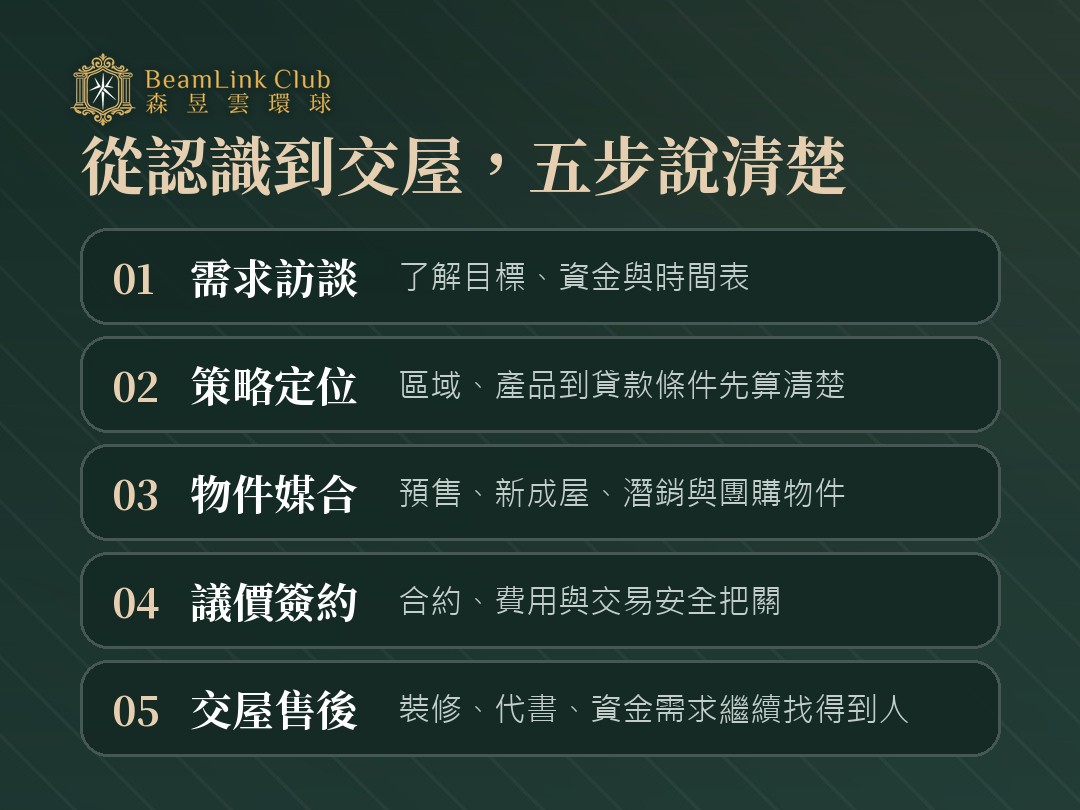 BeamLink Club
森昱雲環球
從認識到交屋，五步說清楚
01 需求訪談 了解目標、資金與時間表
02 策略定位 區域、產品到貸款條件先算清楚
03 物件媒合 預售、新成屋、潛銷與團購物件
04 議價簽約 合約、費用與交易安全把關
05 交屋售後 裝修、代書、資金需求繼續找得到人